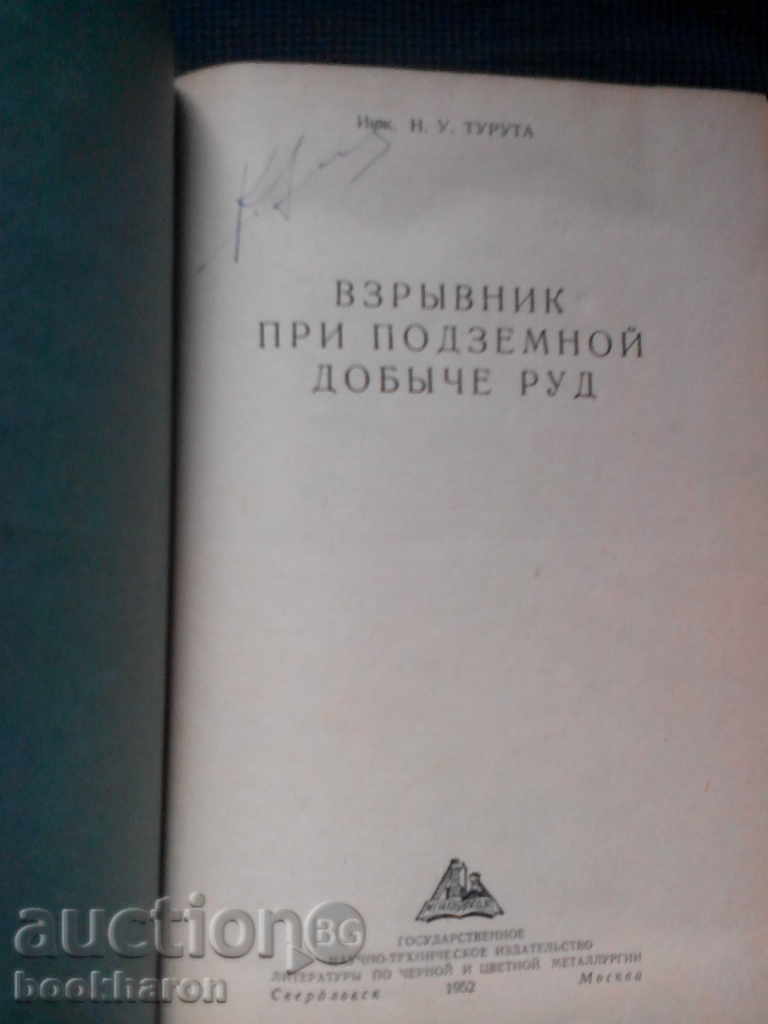 Инж. Н. У. ТУРУТА
ВЗРЫВНИК
ПРИ ПОДЗЕМНОЙ
ДОБЫЧЕ РУД
ГОСУДАРСТВЕННОЕ
НАУЧНО-ТЕХНИЧЕСКОЕ ИЗДАТЕЛЬСТВО
ЛИТЕРАТУРЫ ПО ЧЕРНОЙ И ЦВЕТНОЙ МЕТАЛЛУРГИИ
Свердловск 1952 Москва
auction BG
bookharon